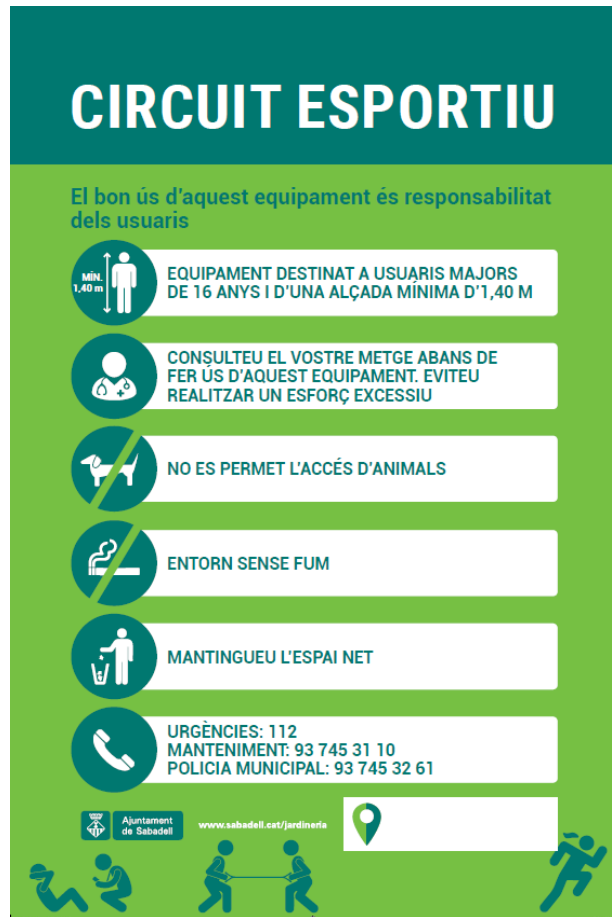 CIRCUIT ESPORTIU
El bon ús d'aquest equipament és responsabilitat
dels usuaris
MÍN.
1,40 m
EQUIPAMENT DESTINAT A USUARIS MAJORS
DE 16 ANYS I D'UNA ALÇADA MÍNIMA D'1,40 M
CONSULTEU EL VOSTRE METGE ABANS DE
FER ÚS D'AQUEST EQUIPAMENT. EVITEU
REALITZAR UN ESFORÇ EXCESSIU
NO ES PERMET L'ACCÉS D'ANIMALS
ENTORN SENSE FUM
MANTINGUEU L'ESPAI NET
URGÈNCIES: 112
MANTENIMENT: 93 745 31 10
POLICIA MUNICIPAL: 93 745 32 61
Ajuntament
de Sabadell
www.sabadell.cat/jardineria